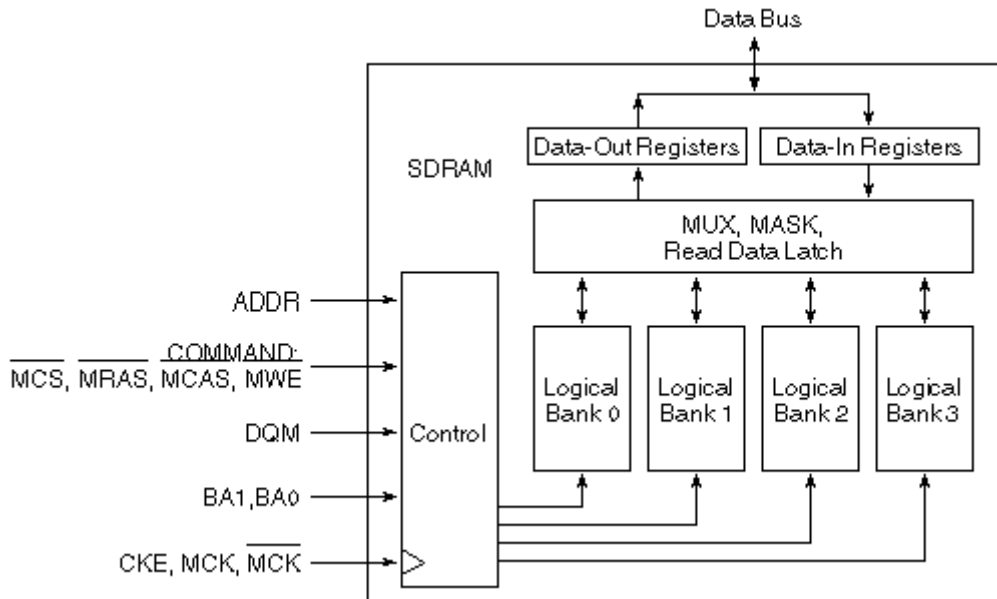 Data Bus
Data-Out Registers
Data-In Registers
SDRAM
MUX, MASK,
Read Data Latch
ADDR
COMMAND:
MCS, MRAS, MCAS, MWE
DQM
BA1,BA0
CKE, MCK, MCK
Control
Logical
Bank 0
Logical
Bank 1
Logical
Bank 2
Logical
Bank 3